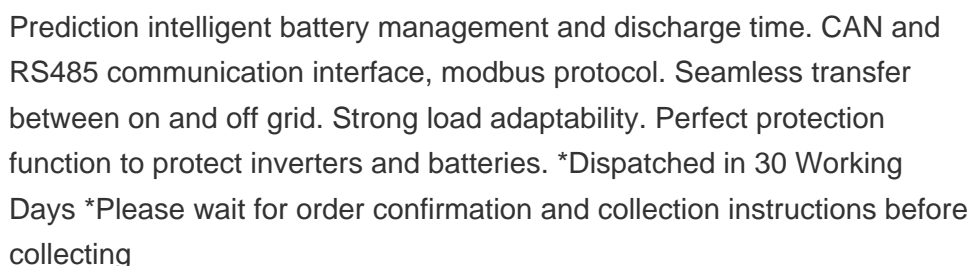 Prediction intelligent battery management and discharge time. CAN and
RS485 communication interface, modbus protocol. Seamless transfer
between on and off grid. Strong load adaptability. Perfect protection
function to protect inverters and batteries. *Dispatched in 30 Working
Days *Please wait for order confirmation and collection instructions before
collecting